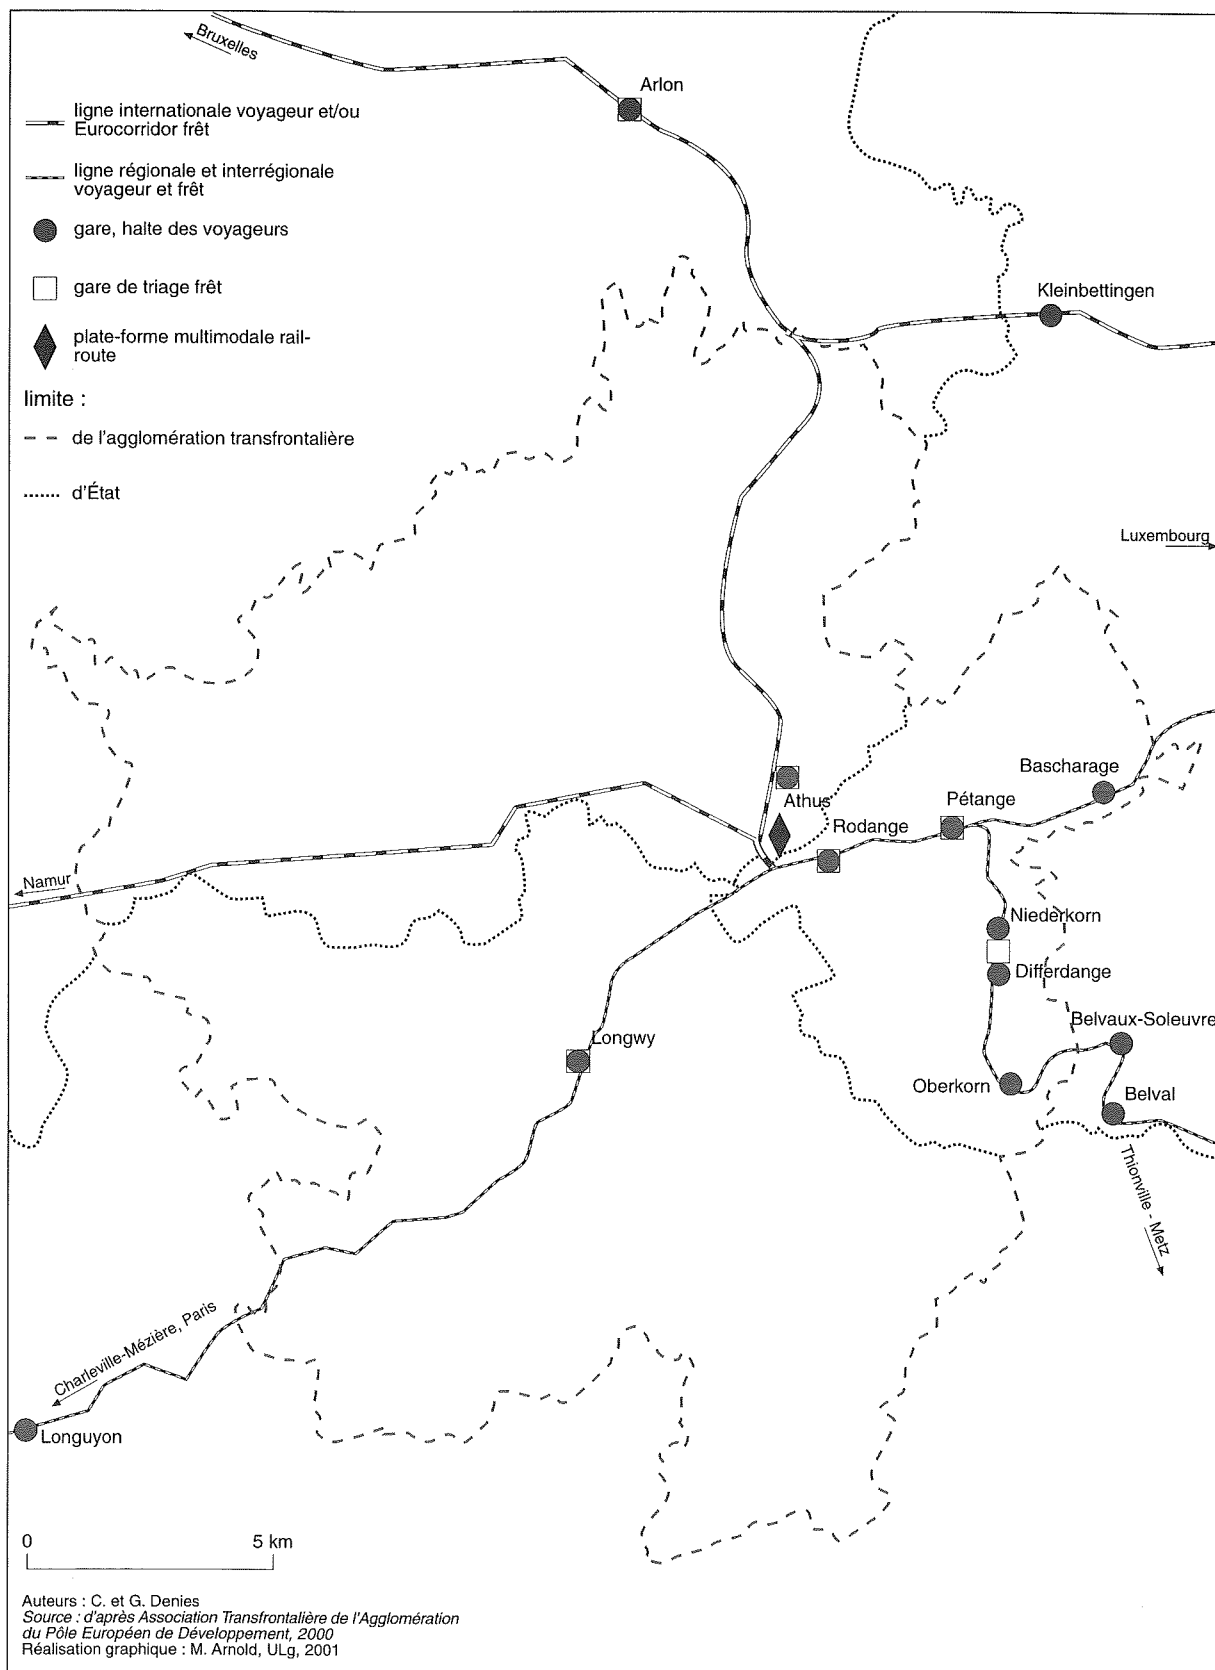 Bruxelles
Arlon
ligne internationale voyageur et/ou
Eurocorridor frêt
ligne régionale et interrégionale
voyageur et frêt
gare, halte des voyageurs
gare de triage frêt
Kleinbettingen
plate-forme multimodale rail-
route
limite :
de l'agglomération transfrontalière
d'État
Luxembourg
Bascharage
Athus
Pétange
Rodange
Namur
Niederkorn
Differdange
Belvaux-Soleuvre
Longwy
Oberkorn
Belval
Thionville - Metz
Charleville-Mézière, Paris
Longuyon
0 5 km
Auteurs : C. et G. Denies
Source : d'après Association Transfrontalière de l'Agglomération
du Pôle Européen de Développement, 2000
Réalisation graphique : M. Arnold, ULg, 2001